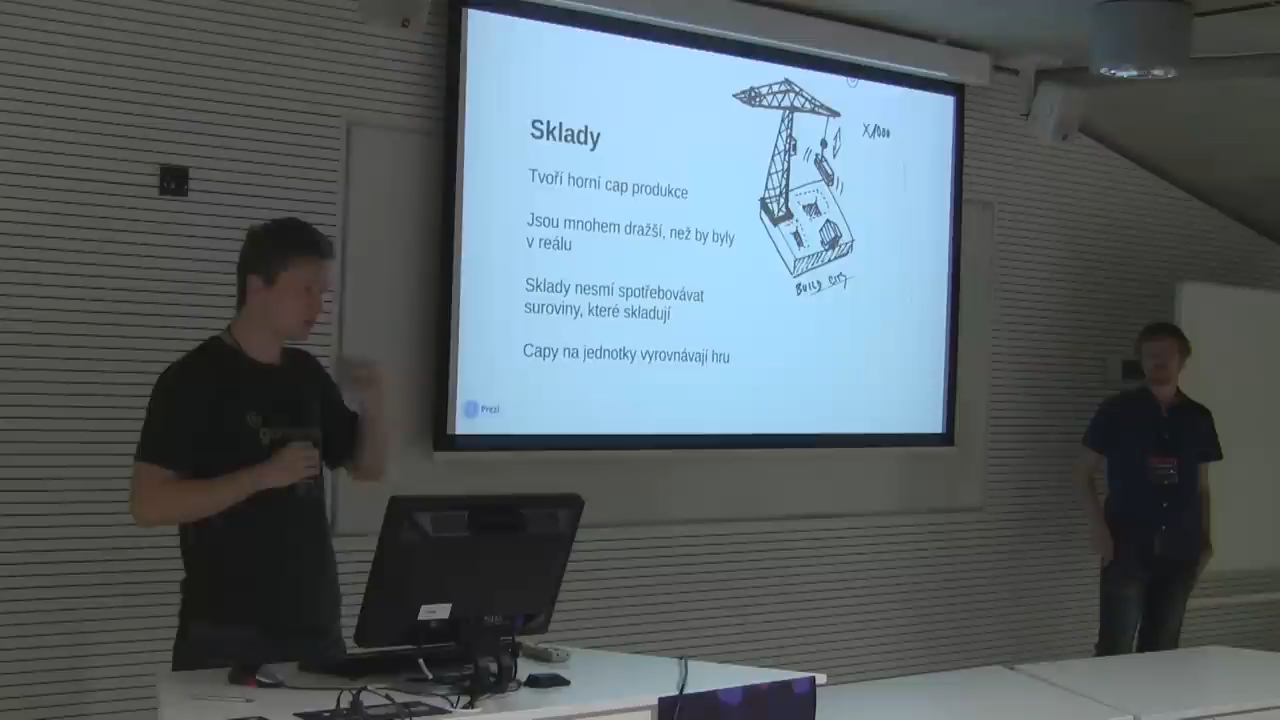 Sklady
Tvoří horní cap produkce
Jsou mnohem dražší, než by byly
v reálu
Sklady nesmí spotřebovávat
suroviny, které skladují
Capy na jednotky vyrovnávají hru
X1000
BUILD CITY
Prezi